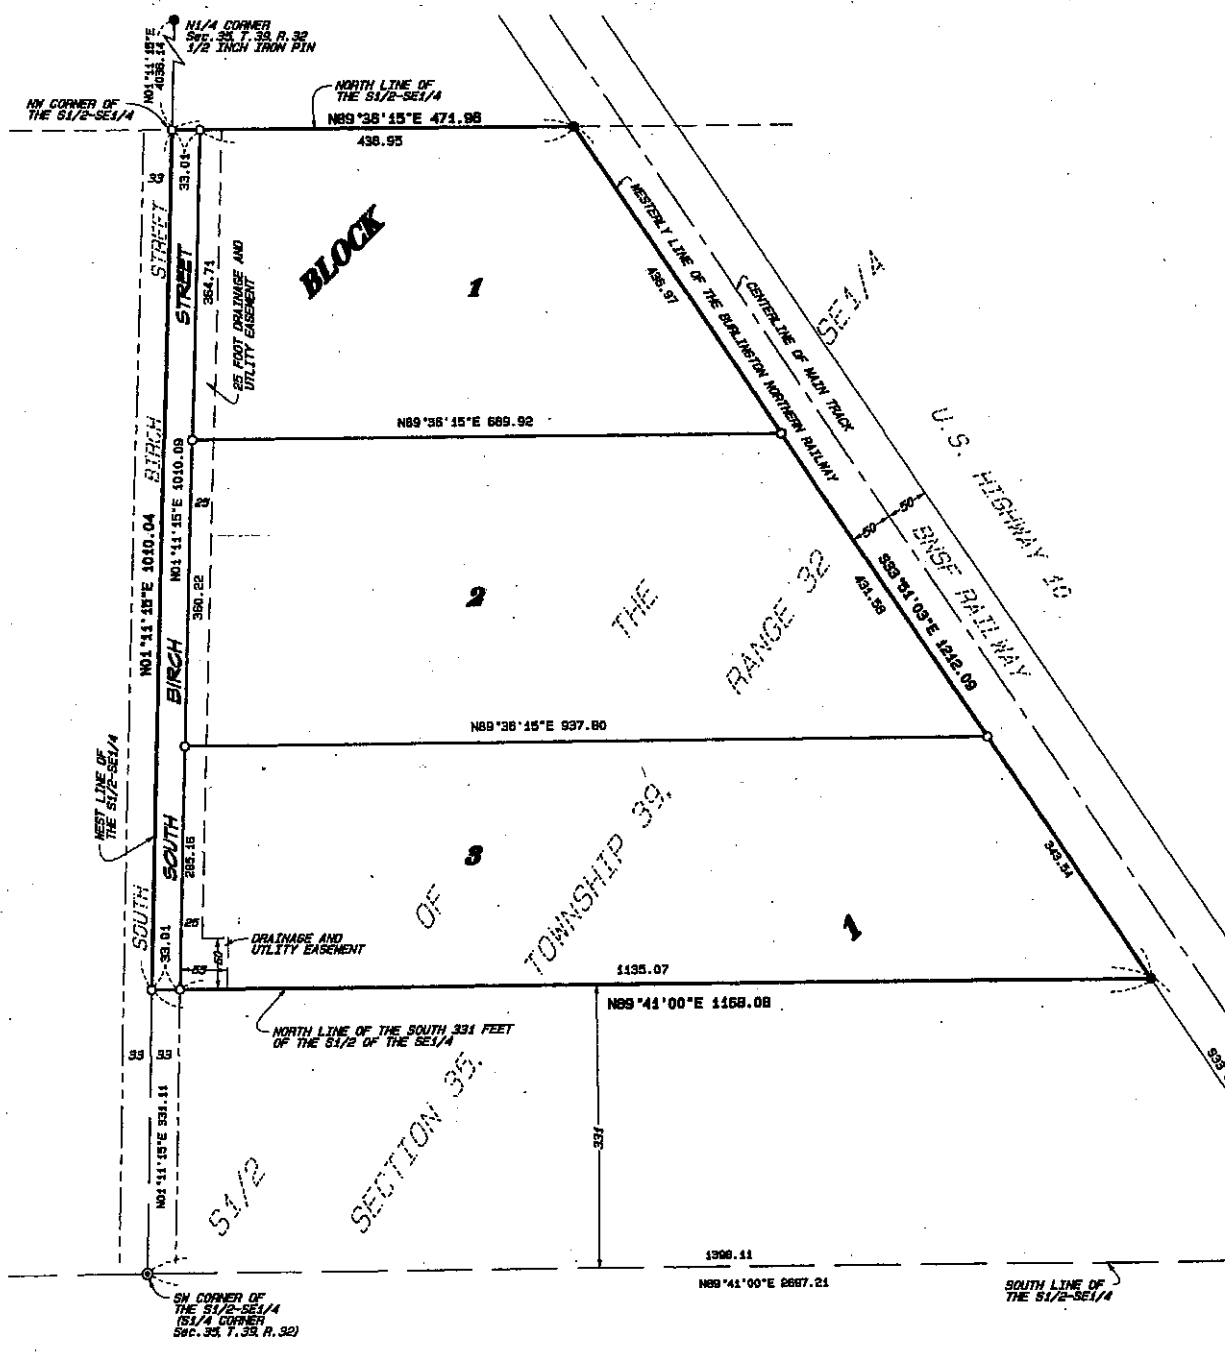 N1/4 CORNER
Sec. 35, T.39, R.32
1/2 INCH IRON PIN
N01°11'15"E
4036.14
NW CORNER OF
THE S1/2-SE1/4
NORTH LINE OF
THE S1/2-SE1/4
N89°36'15"E 471.96
438.95
33
33.01
STREET
STREET
364.71
25 FOOT DRAINAGE AND
UTLITY EASEMENT
BLOCK
1
WESTERLY LINE OF THE BURLINGTON NORTHERN RAILWAY
436.97
CENTERLINE OF MAIN TRACK
SE1/4
U.S. HIGHWAY 10
BIRCH
N89°36'15"E 689.92
N01°11'15"E 1010.04
N01°11'15"E 1010.09
25
360.22
50
50
BNSF RAILWAY
S33°51'03"E 1242.09
431.58
2
THE
RANGE 32
BIRCH
N89°36'15"E 937.80
WEST LINE OF
THE S1/2-SE1/4
SOUTH
285.16
3
OF
TOWNSHIP 39,
343.54
1
SOUTH
33.01
25
60
55
DRAINAGE AND
UTLITY EASEMENT
1135.07
N89°41'00"E 1168.08
NORTH LINE OF THE SOUTH 331 FEET
OF THE S1/2 OF THE SE1/4
33
33
S33
N01°11'15"E 331.11
331
S1/2
SECTION 35,
1398.11
N89°41'00"E 2687.21
SOUTH LINE OF
THE S1/2-SE1/4
SW CORNER OF
THE S1/2-SE1/4
(S1/4 CORNER
Sec. 35, T.39, R.32)